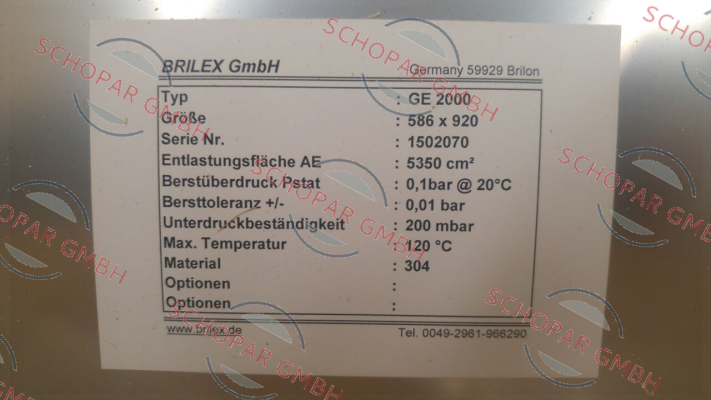 BRILEX GmbH Germany 59929 Brilon
Typ : GE 2000
Größe : 586 x 920
Serie Nr. : 1502070
Entlastungsfläche AE : 5350 cm²
Berstüberdruck Pstat : 0,1bar @ 20°C
Bersttoleranz +/- : 0,01 bar
Unterdruckbeständigkeit : 200 mbar
Max. Temperatur : 120 °C
Material : 304
Optionen :
Optionen :
www.brilex.de Tel. 0049-2961-966290
SCHOPAR GMBH
SCHOPAR GMBH
SCHOPAR GMBH
SCHOPAR GMBH
SCHOPAR GMBH
SCHOPAR GMBH
SCHOPAR GMBH
SCHOPAR GMBH